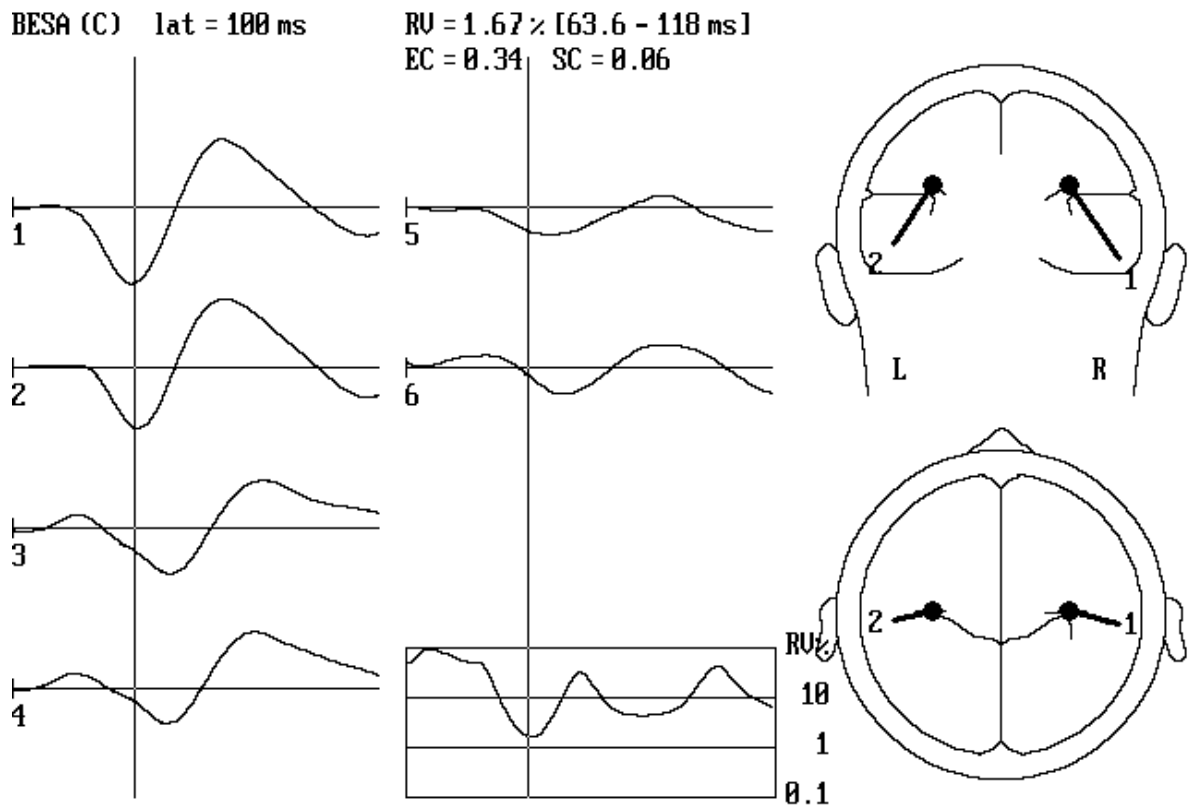 BESA (C) lat = 100 ms
RV = 1.67 % [63.6 - 118 ms]
EC = 0.34 SC = 0.06
1
2
3
4
5
6
RV%
10
1
0.1
2
1
L
R
2
1